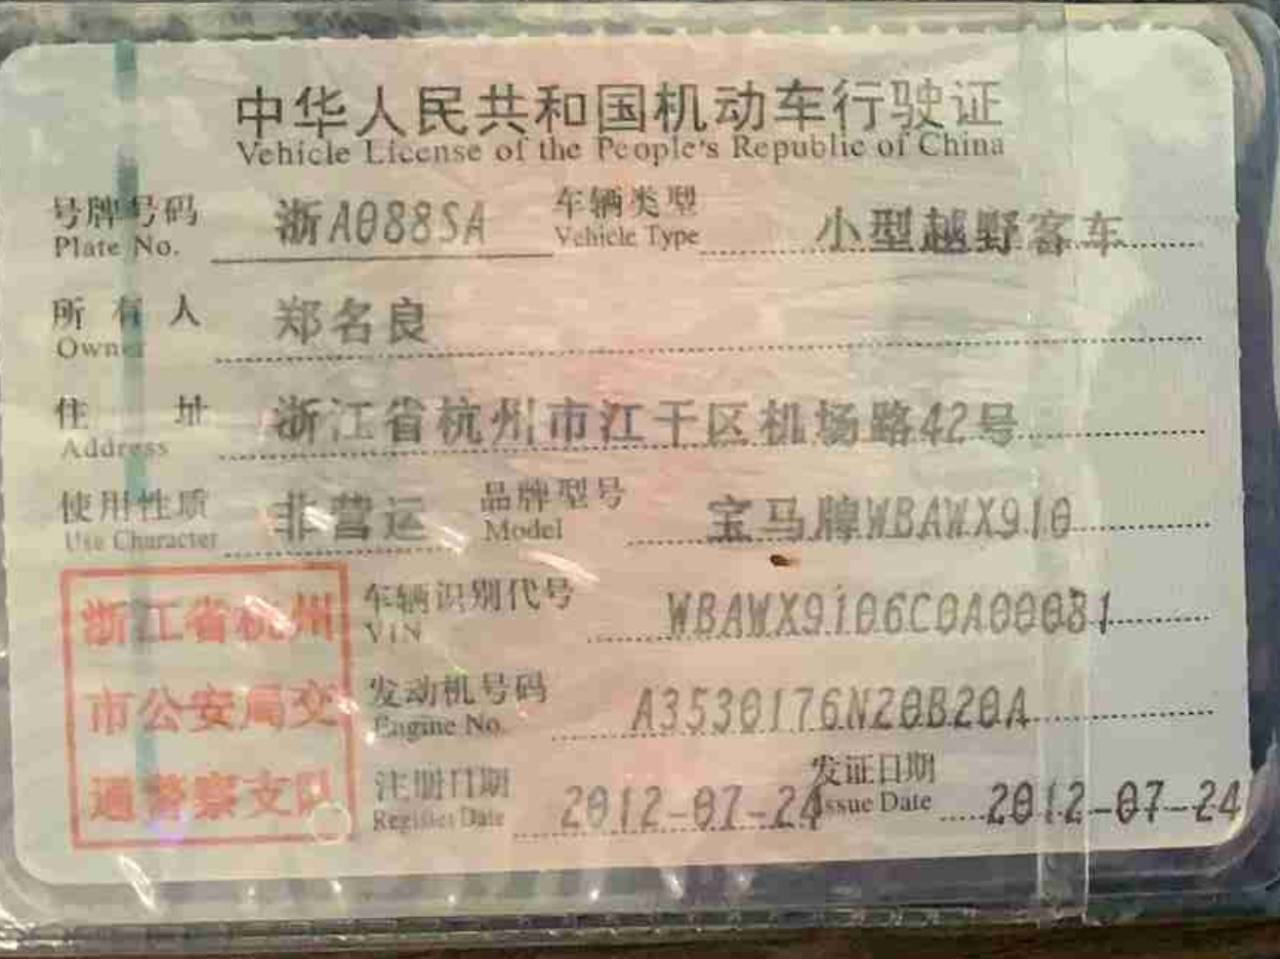 中华人民共和国机动车行驶证
Vehicle License of the People's Republic of China
号牌号码 浙A088SA 车辆类型 小型越野客车
Plate No. Vehicle Type
所有人 郑名良
Owner
住址 浙江省杭州市江干区机场路42号
Address
使用性质 非营运 品牌型号 宝马牌WBAWX910
Use Character Model
浙江省杭州 车辆识别代号 WBAWX9106C0A00081
VIN
市公安局交 发动机号码 A3530176N20B20A
Engine No.
通警察支队 注册日期 2012-07-24 发证日期 2012-07-24
Register Date Issue Date